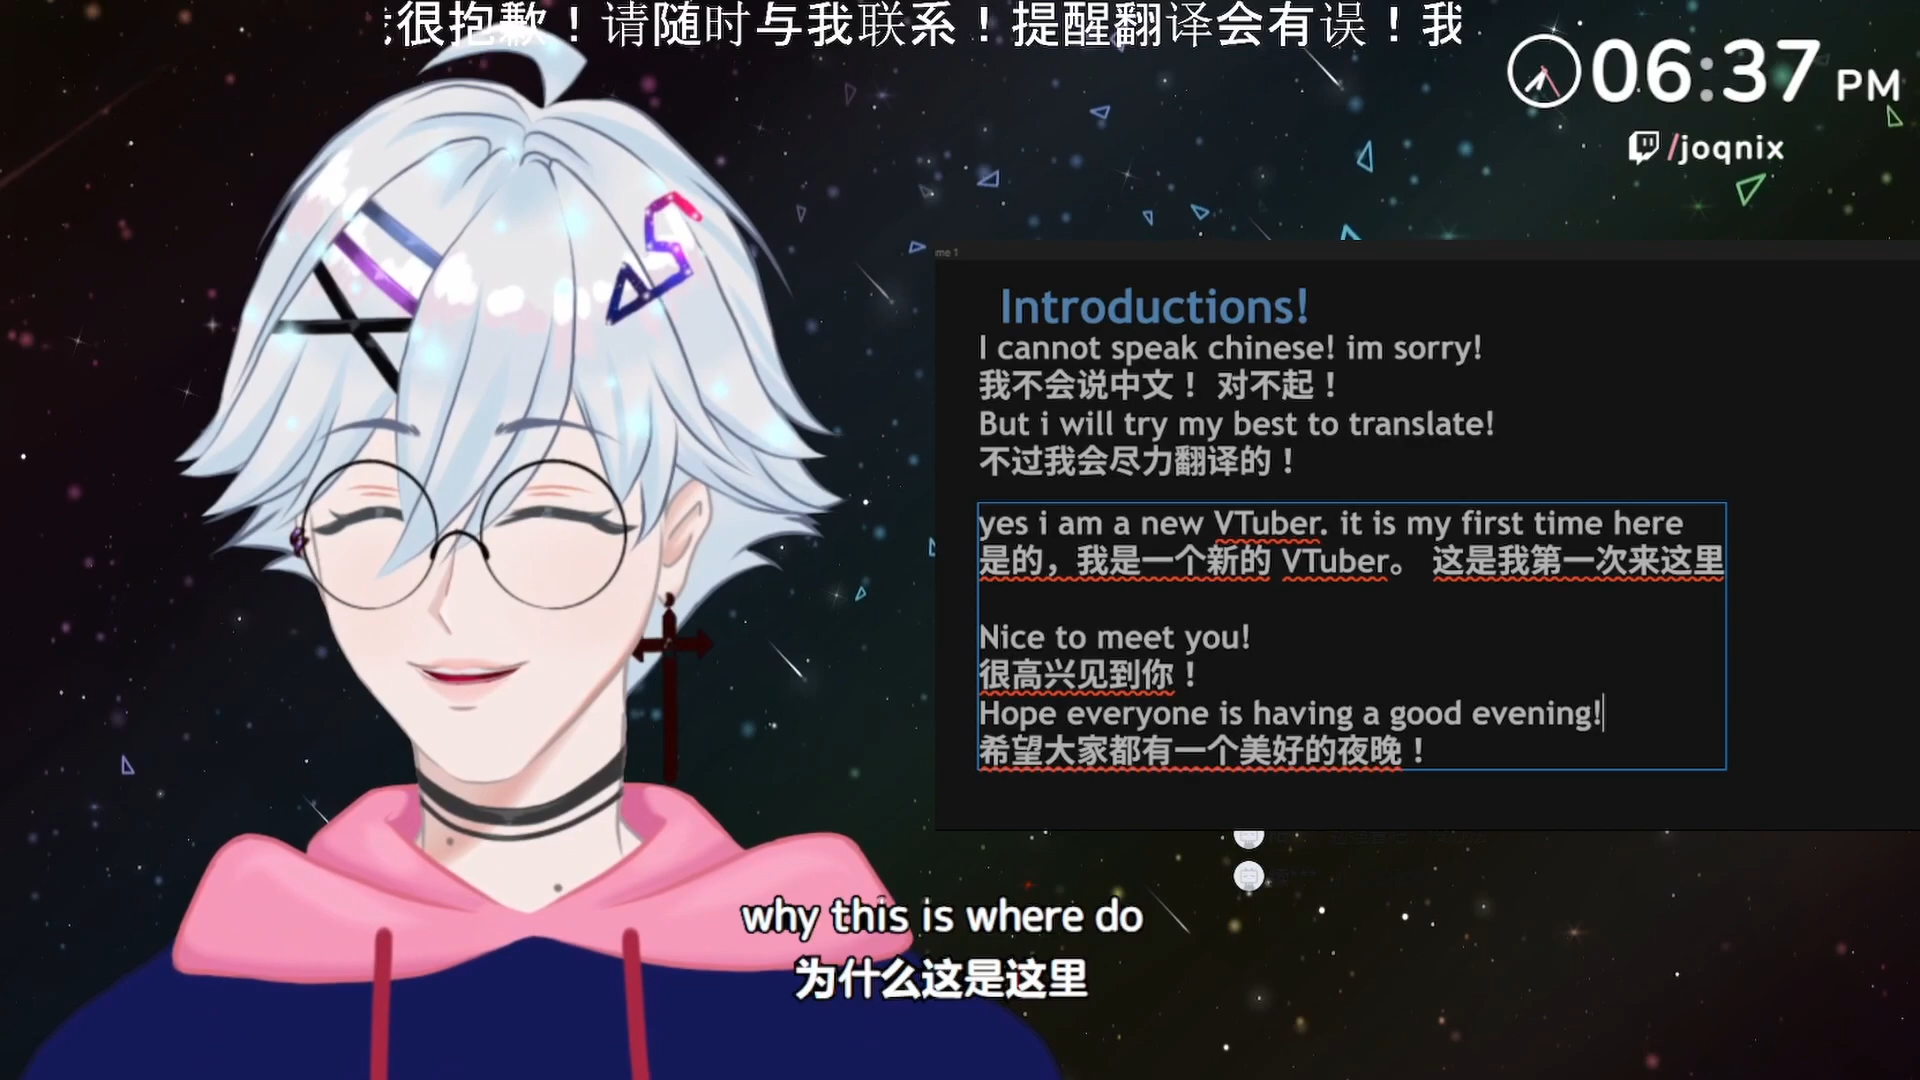 很抱歉！请随时与我联系！提醒翻译会有误！我
06:37 PM
/joqnix
me 1
Introductions!
I cannot speak chinese! im sorry!
我不会说中文！ 对不起！
But i will try my best to translate!
不过我会尽力翻译的！
yes i am a new VTuber. it is my first time here
是的，我是一个新的 VTuber。 这是我第一次来这里
Nice to meet you!
很高兴见到你！
Hope everyone is having a good evening!
希望大家都有一个美好的夜晚！
why this is where do
为什么这是这里